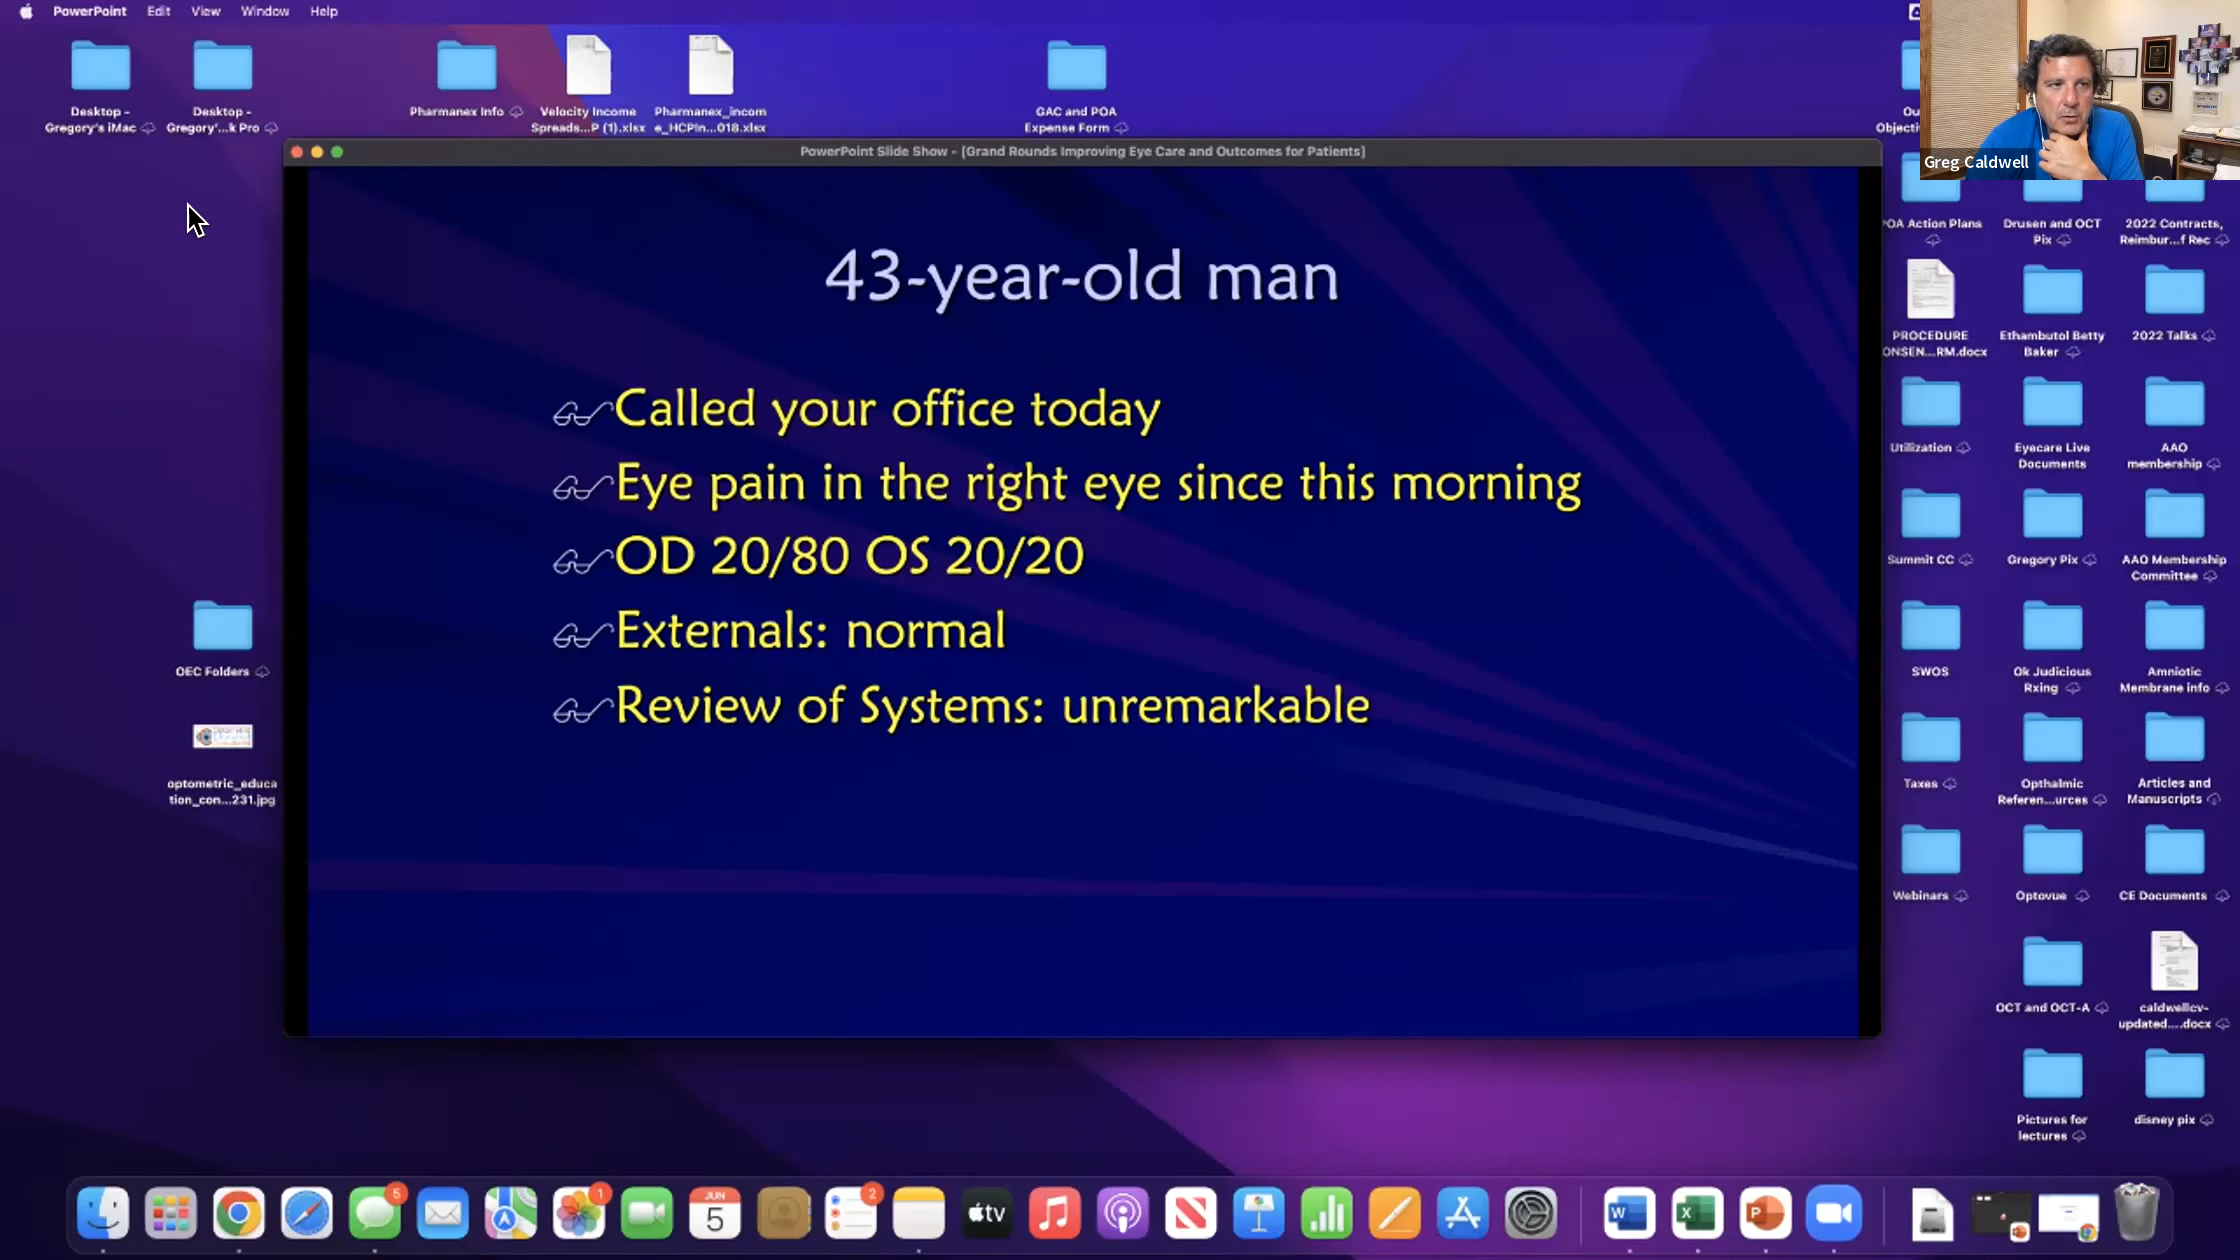 PowerPoint Edit View Window Help
Desktop –
Gregory's iMac
Desktop –
Gregory'...k Pro
Pharmanex Info
Velocity Income
Spreads...P (1).xlsx
Pharmanex_incom
e_HCPIn...018.xlsx
GAC and POA
Expense Form
Greg Caldwell
PowerPoint Slide Show - [Grand Rounds Improving Eye Care and Outcomes for Patients]
43-year-old man
Called your office today
Eye pain in the right eye since this morning
OD 20/80 OS 20/20
Externals: normal
Review of Systems: unremarkable
OEC Folders
optometric_educa
tion_con...231.jpg
Action Plans
Drusen and OCT
Pix
2022 Contracts,
Reimbur...f Rec
PROCEDURE
ONSEN...RM.docx
Ethambutol Betty
Baker
2022 Talks
Utilization
Eyecare Live
Documents
AAO
membership
Summit CC
Gregory Pix
AAO Membership
Committee
SWOS
Ok Judicious
Rxing
Amniotic
Membrane info
Taxes
Opthalmic
Referen...urces
Articles and
Manuscripts
Webinars
Optovue
CE Documents
OCT and OCT-A
caldwellcv-
updated....docx
Pictures for
lectures
disney pix
5
1
JUN
5
2
tv
W
X
P